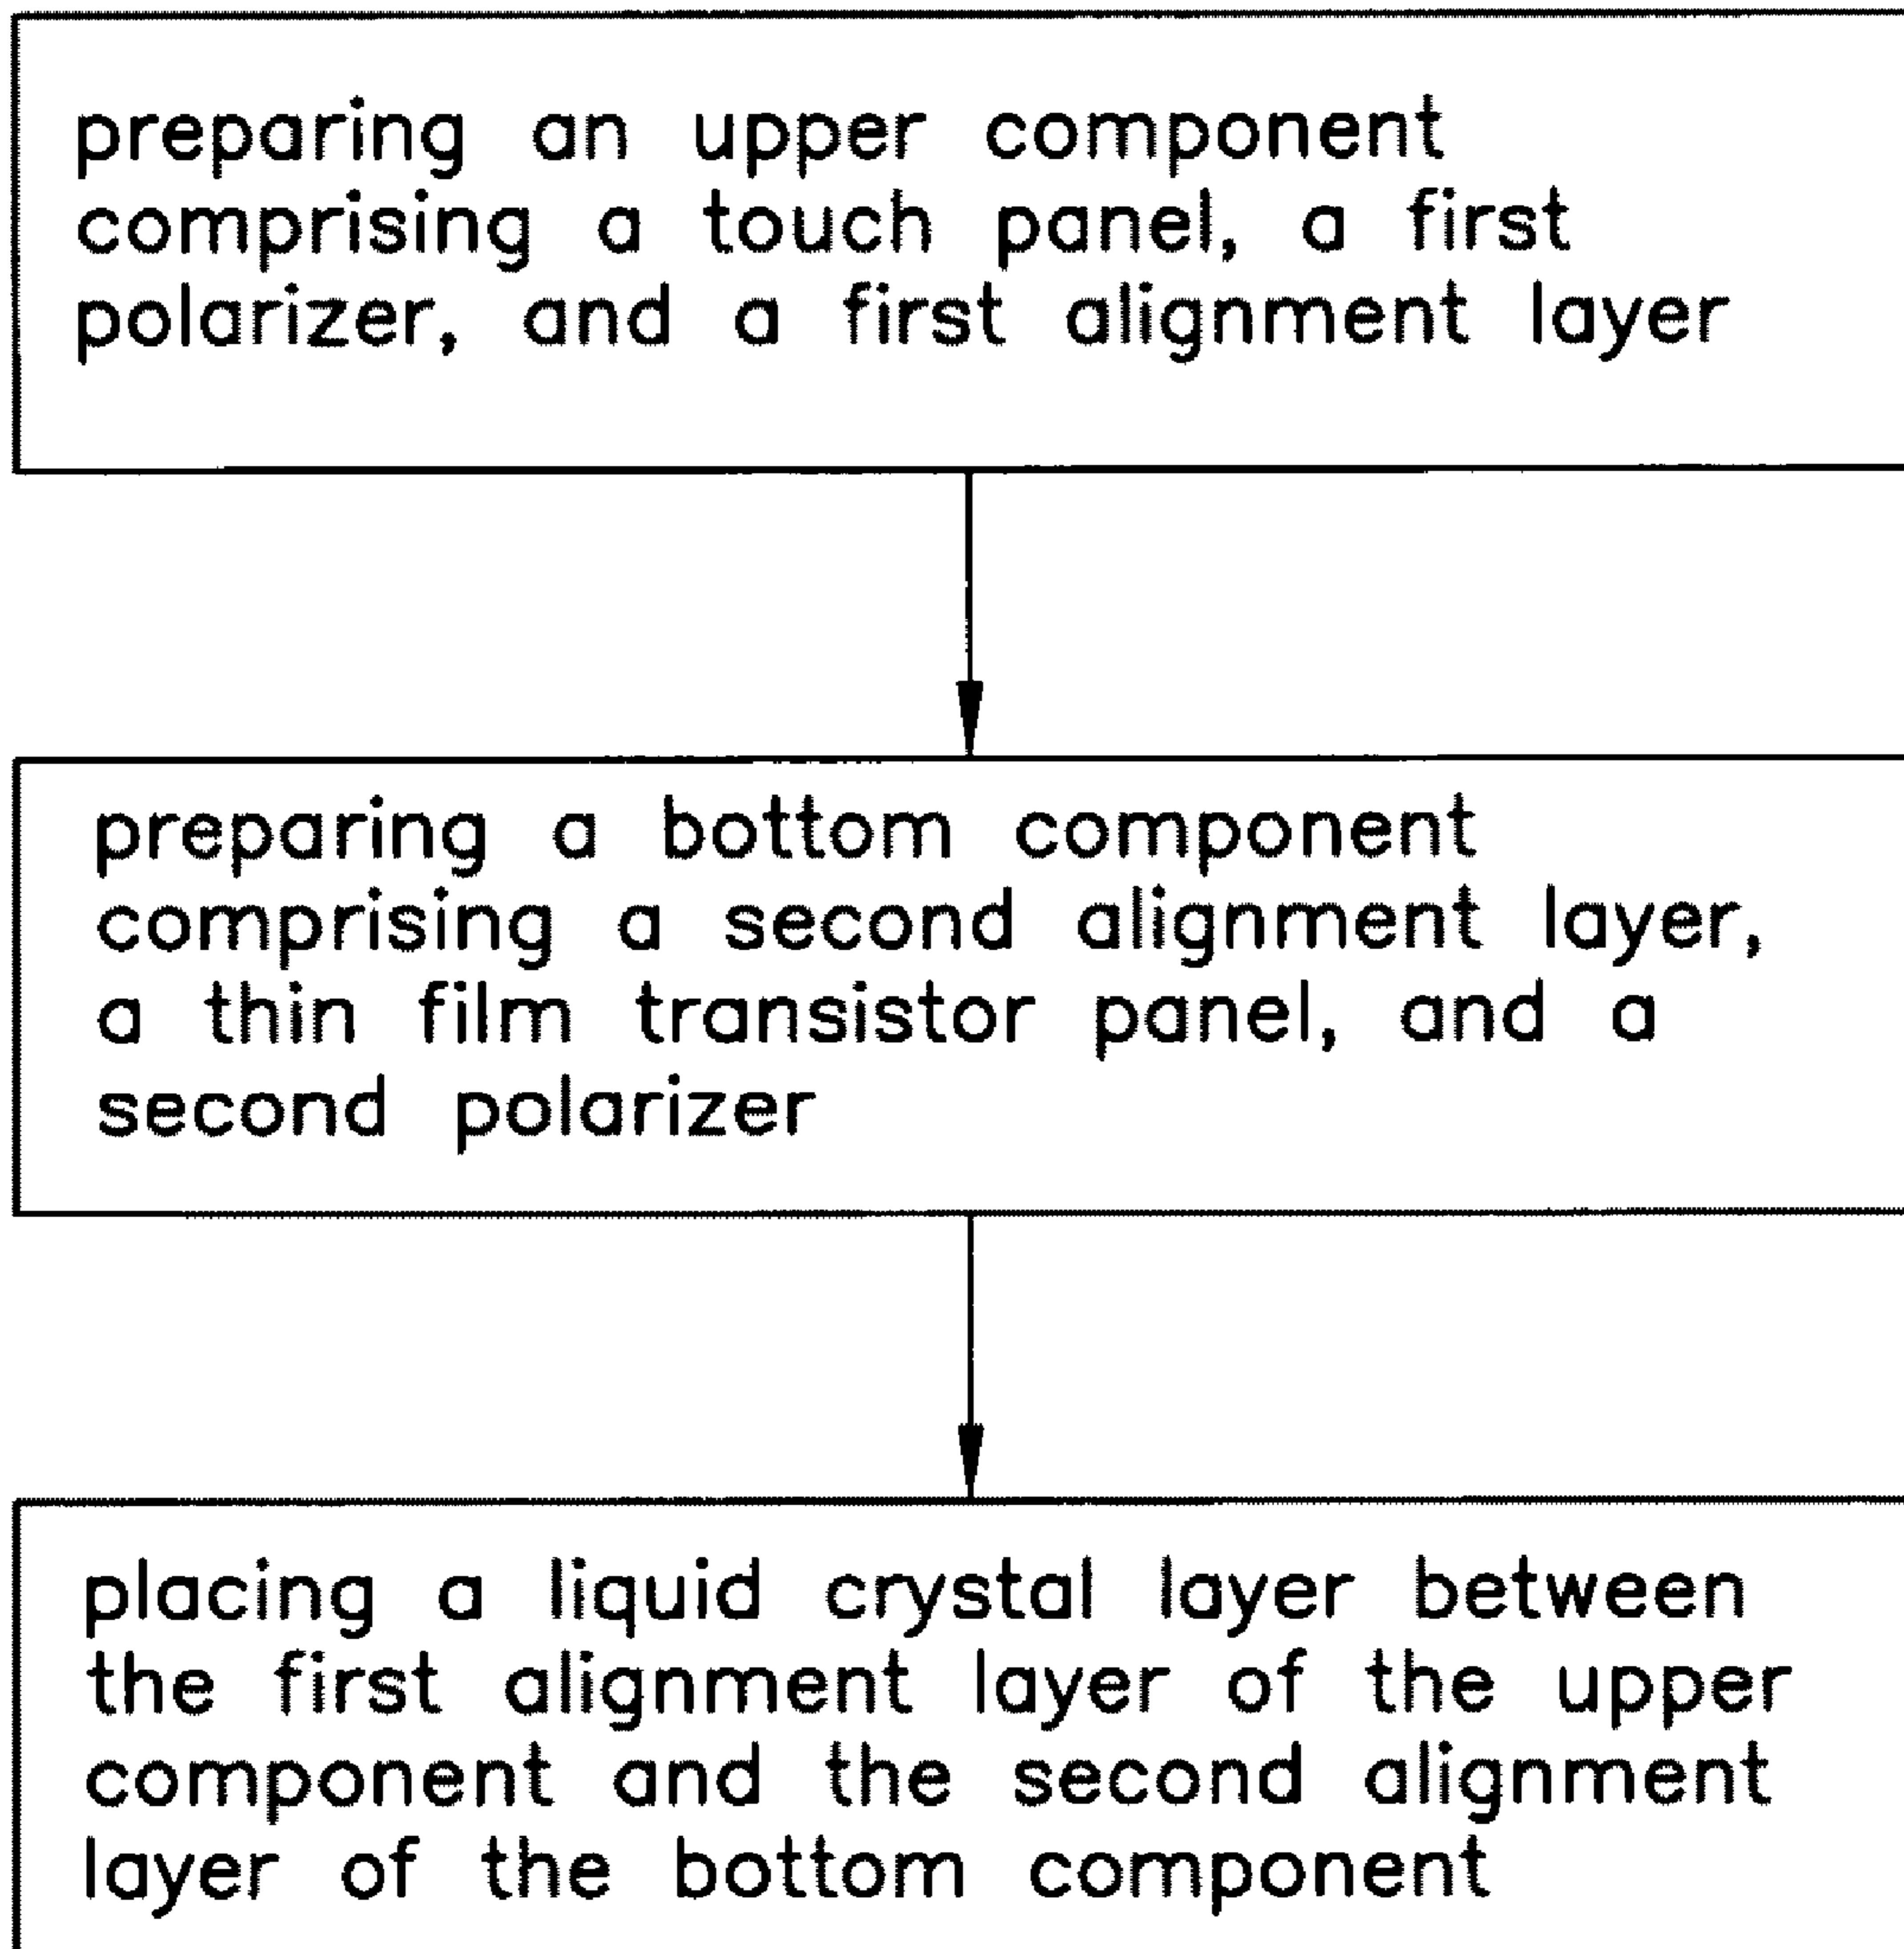 preparing an upper component
comprising a touch panel, a first
polarizer, and a first alignment layer
preparing a bottom component
comprising a second alignment layer,
a thin film transistor panel, and a
second polarizer
placing a liquid crystal layer between
the first alignment layer of the upper
component and the second alignment
layer of the bottom component